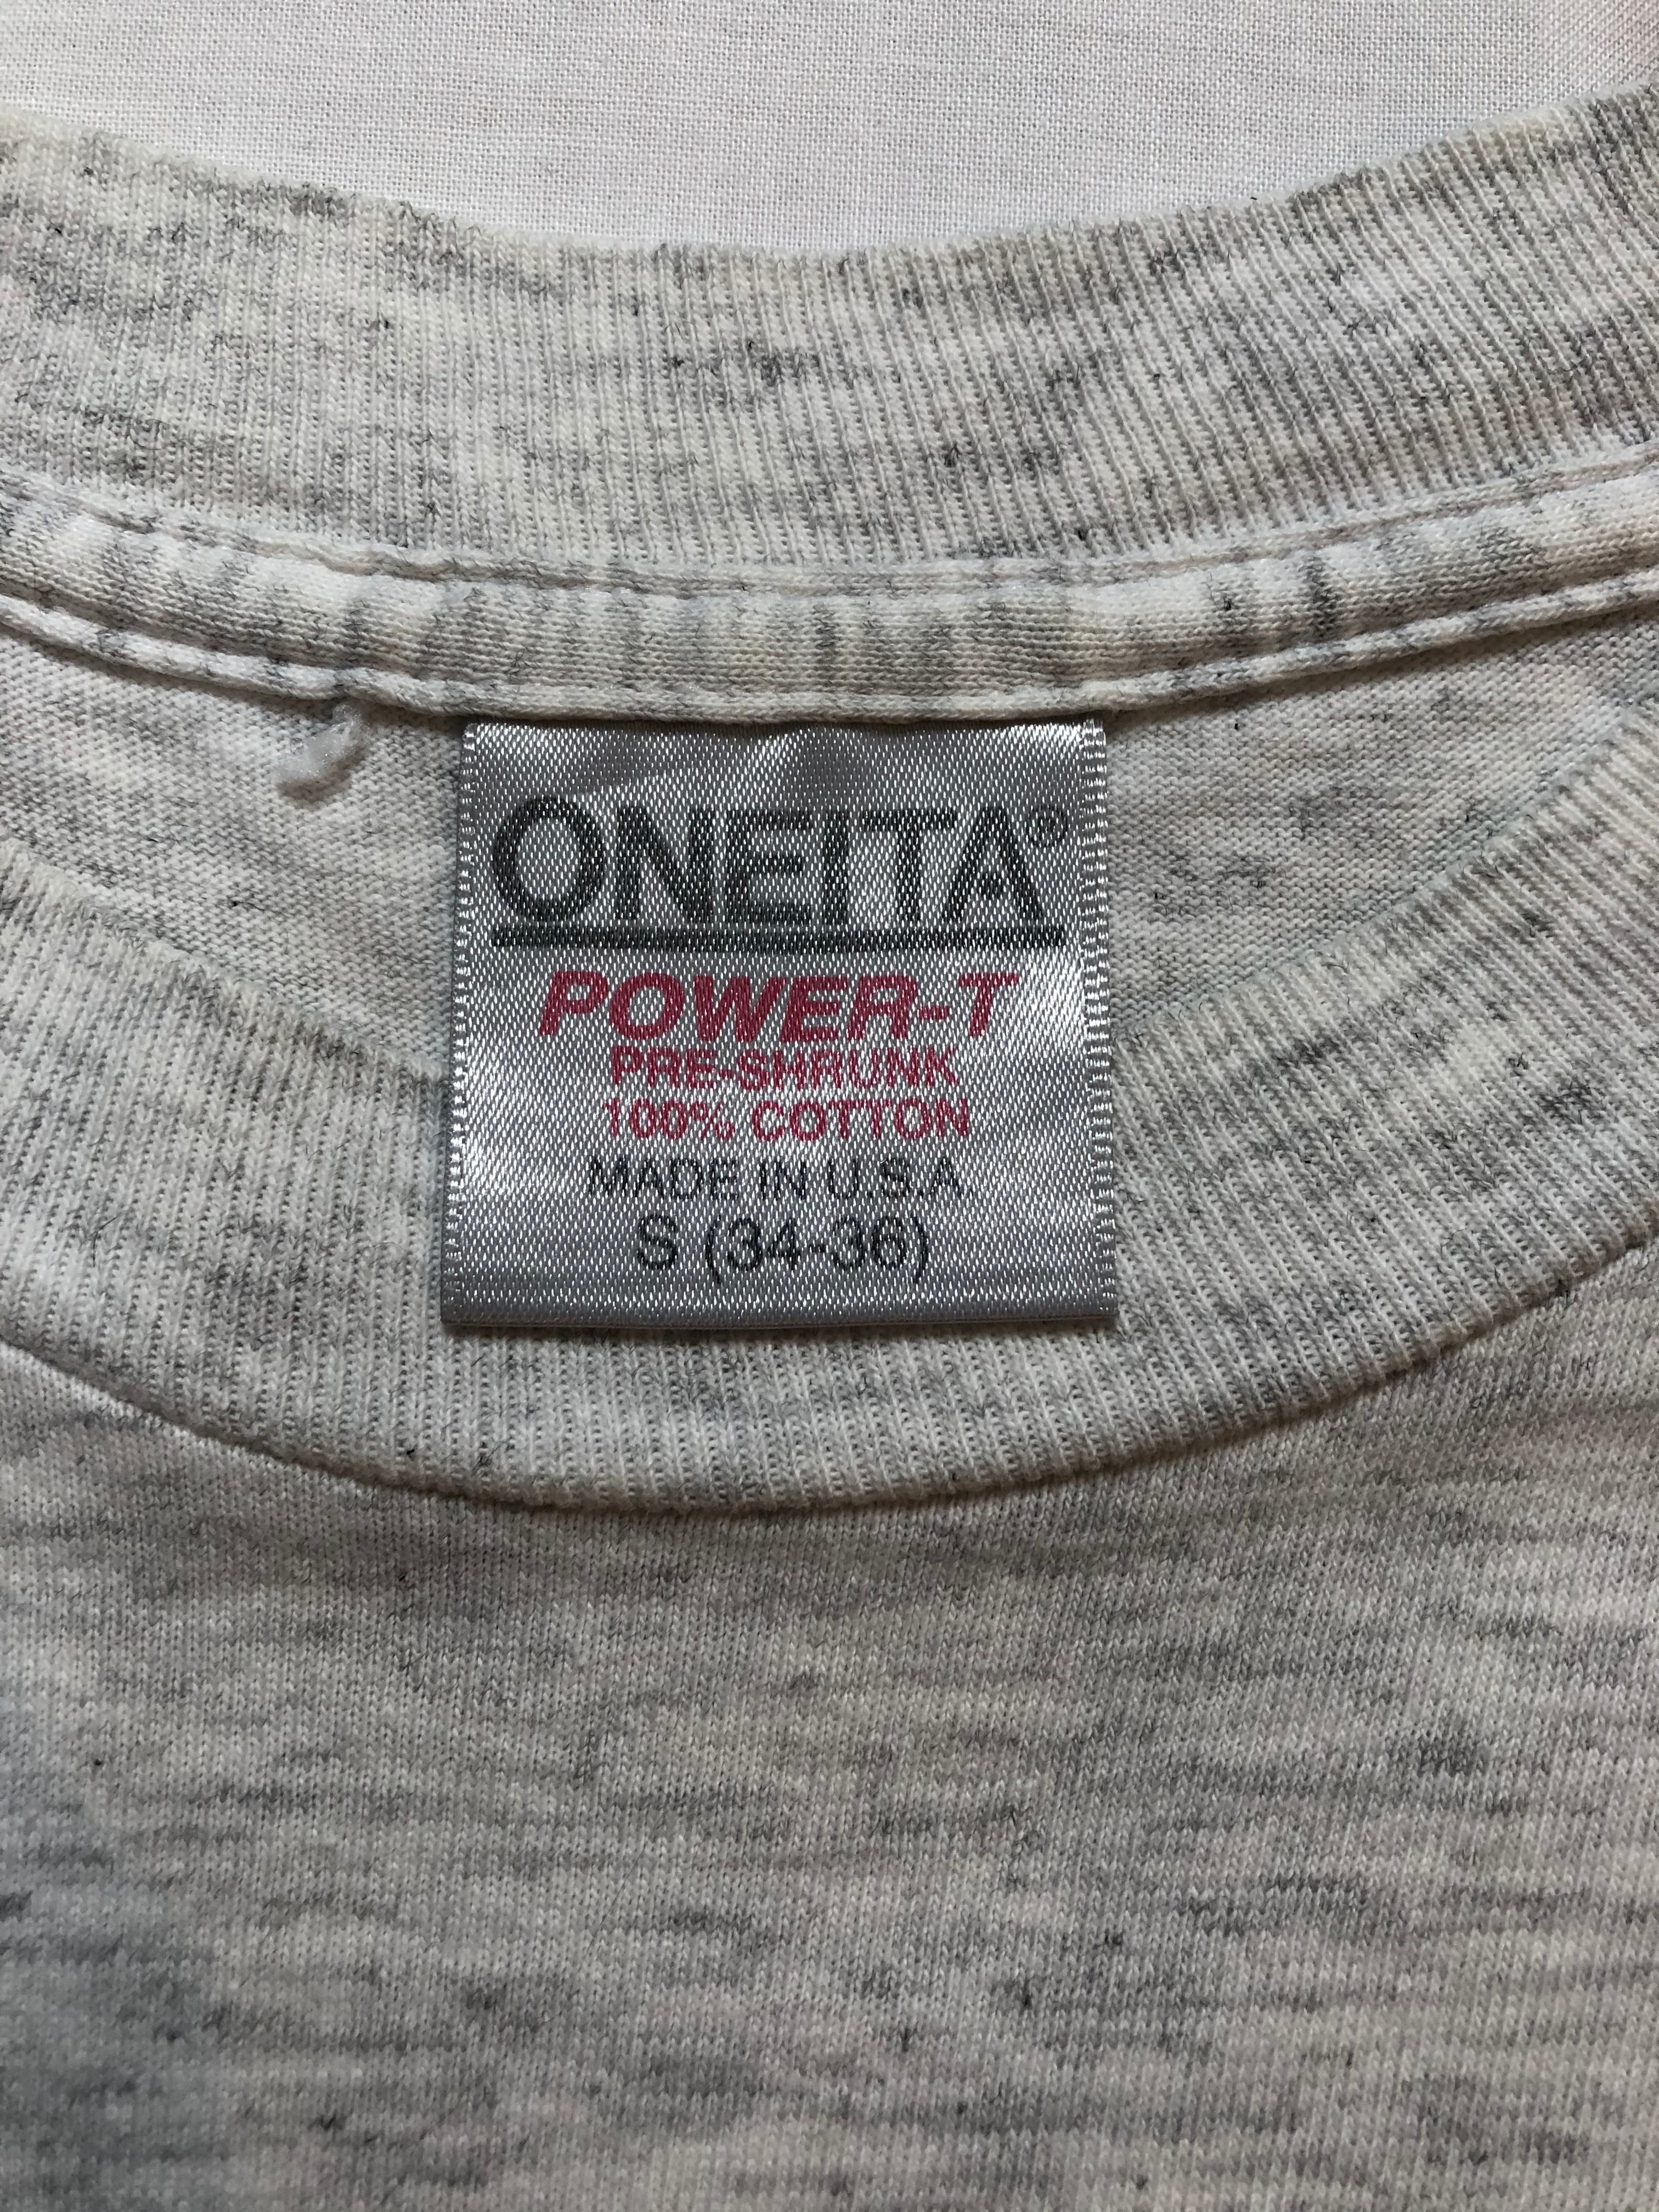 ONEITA®
POWER-T
PRE-SHRUNK
100% COTTON
MADE IN U.S.A
S (34-36)